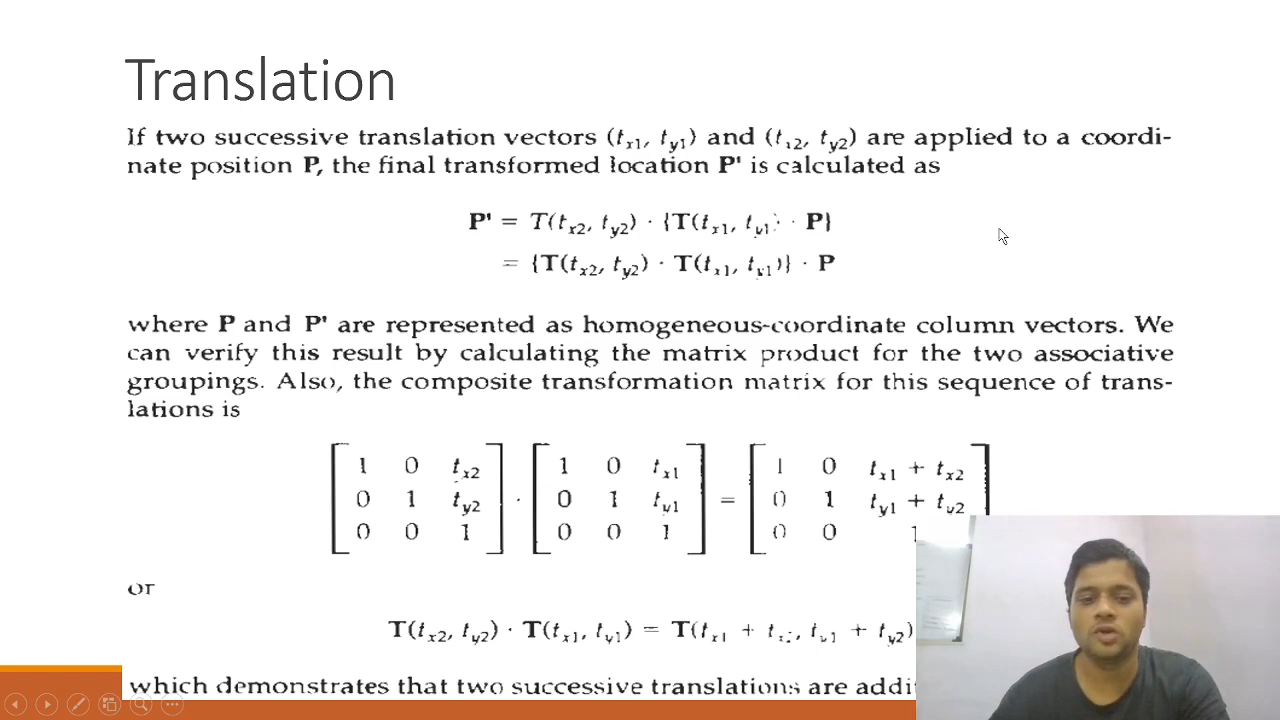 Translation
If two successive translation vectors (tx1, ty1) and (tx2, ty2) are applied to a coordi-
nate position P, the final transformed location P' is calculated as
P' = T(tx2, ty2) · {T(tx1, ty1) · P}
= {T(tx2, ty2) · T(tx1, ty1)} · P
where P and P' are represented as homogeneous-coordinate column vectors. We
can verify this result by calculating the matrix product for the two associative
groupings. Also, the composite transformation matrix for this sequence of trans-
lations is
1 0 tx2   1 0 tx1   1 0 tx1 + tx2
0 1 ty2 · 0 1 ty1 = 0 1 ty1 + ty2
0 0 1   0 0 1   0 0 1
or
T(tx2, ty2) · T(tx1, ty1) = T(tx1 + tx2, ty1 + ty2)
which demonstrates that two successive translations are addi